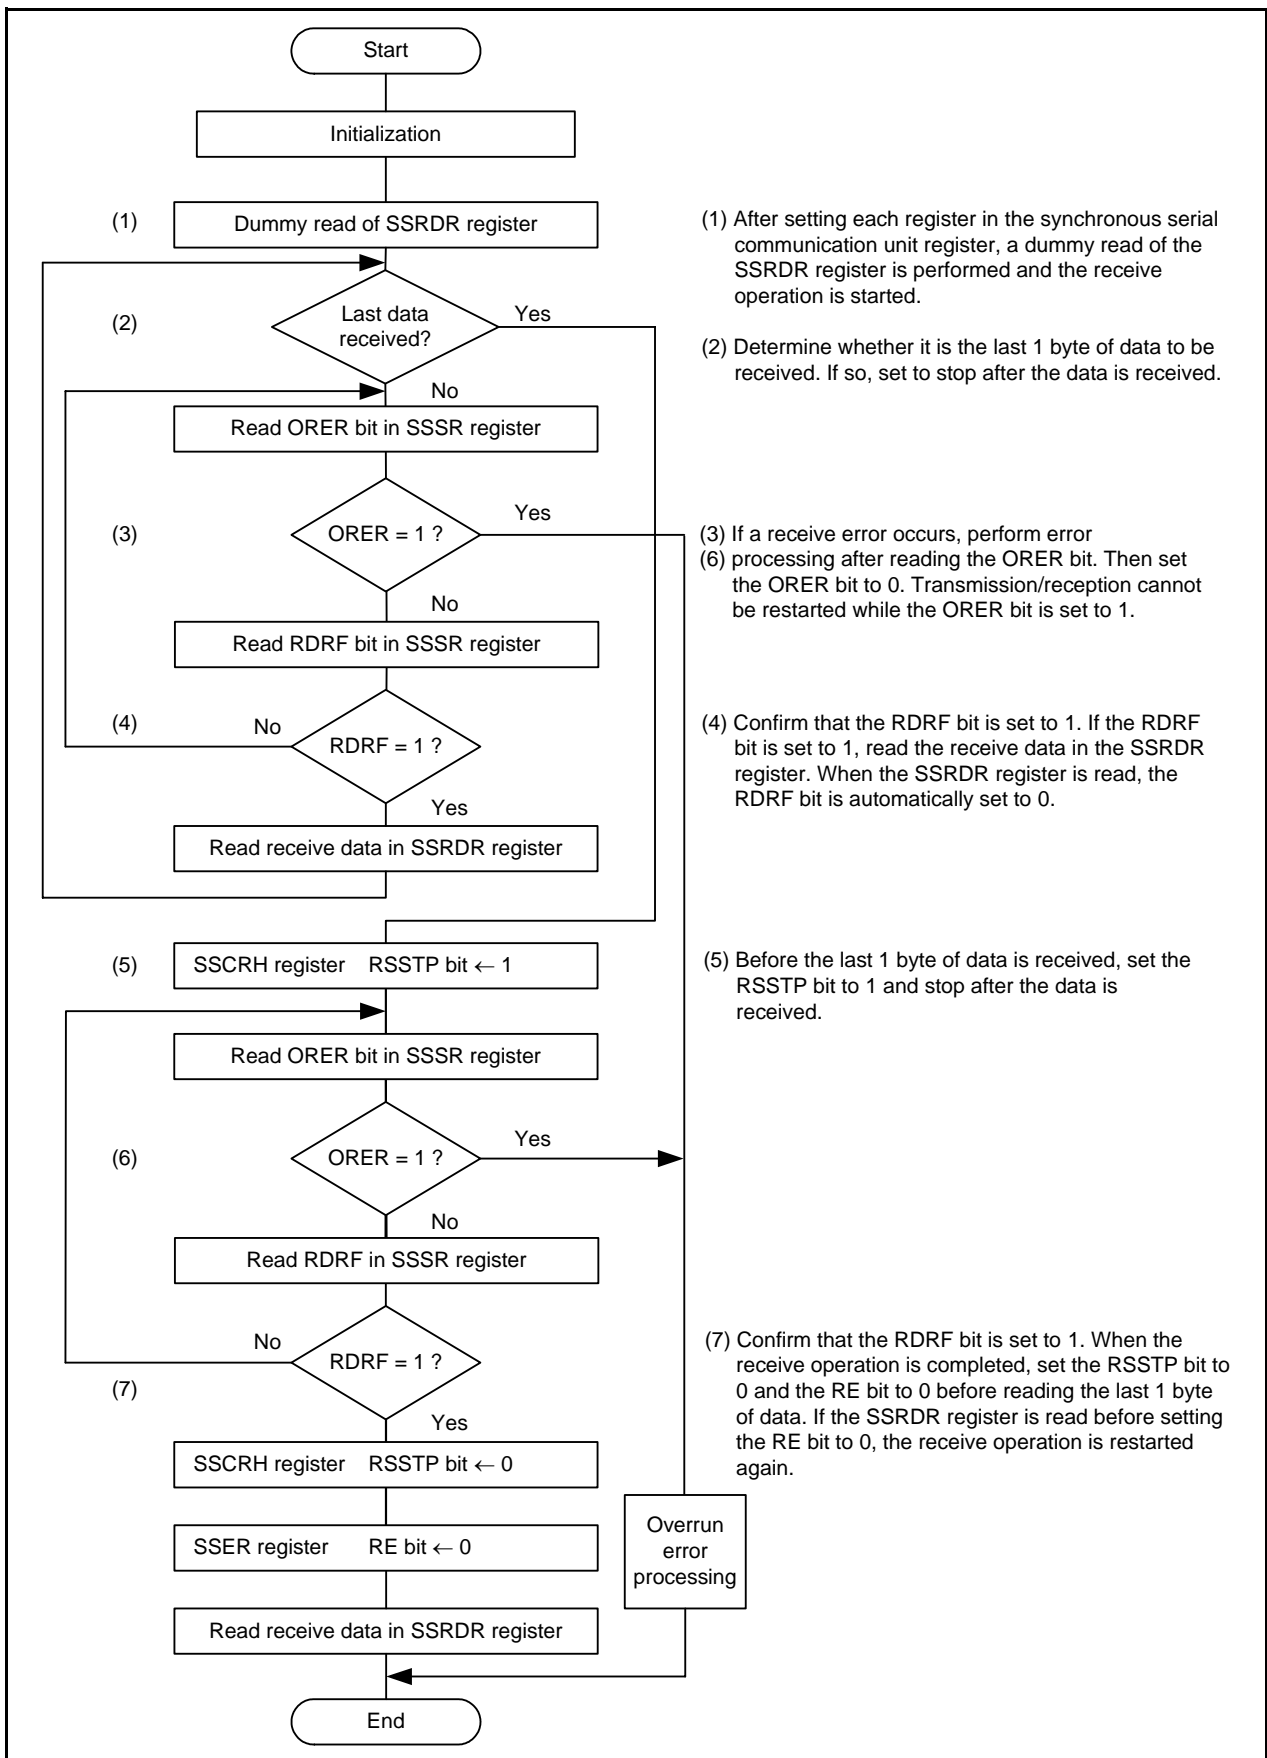 Start
Initialization
(1)
Dummy read of SSRDR register
(2)
Last data
received?
Yes
No
Read ORER bit in SSSR register
(3)
ORER = 1 ?
Yes
No
Read RDRF bit in SSSR register
(4)
No
RDRF = 1 ?
Yes
Read receive data in SSRDR register
(5)
SSCRH register RSSTP bit ← 1
Read ORER bit in SSSR register
(6)
ORER = 1 ?
Yes
No
Read RDRF in SSSR register
No
RDRF = 1 ?
(7)
Yes
SSCRH register RSSTP bit ← 0
SSER register RE bit ← 0
Read receive data in SSRDR register
Overrun
error
processing
End
(1) After setting each register in the synchronous serial
communication unit register, a dummy read of the
SSRDR register is performed and the receive
operation is started.
(2) Determine whether it is the last 1 byte of data to be
received. If so, set to stop after the data is received.
(3) If a receive error occurs, perform error
(6) processing after reading the ORER bit. Then set
the ORER bit to 0. Transmission/reception cannot
be restarted while the ORER bit is set to 1.
(4) Confirm that the RDRF bit is set to 1. If the RDRF
bit is set to 1, read the receive data in the SSRDR
register. When the SSRDR register is read, the
RDRF bit is automatically set to 0.
(5) Before the last 1 byte of data is received, set the
RSSTP bit to 1 and stop after the data is
received.
(7) Confirm that the RDRF bit is set to 1. When the
receive operation is completed, set the RSSTP bit to
0 and the RE bit to 0 before reading the last 1 byte
of data. If the SSRDR register is read before setting
the RE bit to 0, the receive operation is restarted
again.